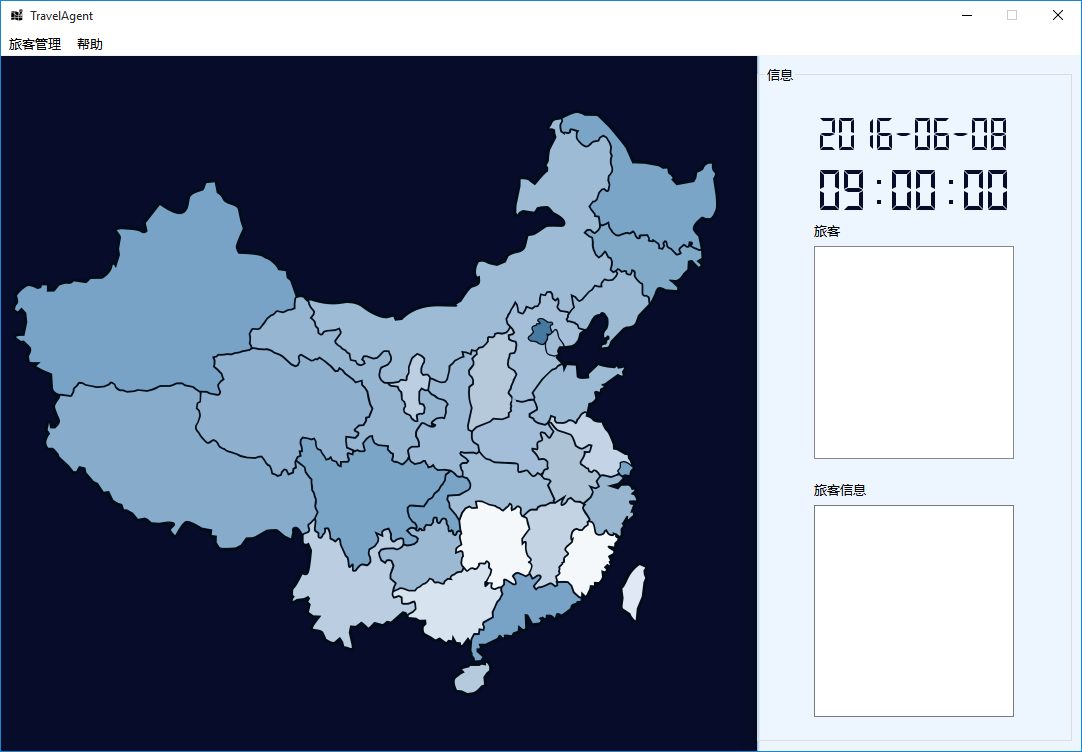 TravelAgent
旅客管理 帮助
信息
2016-06-08
09:00:00
旅客
旅客信息